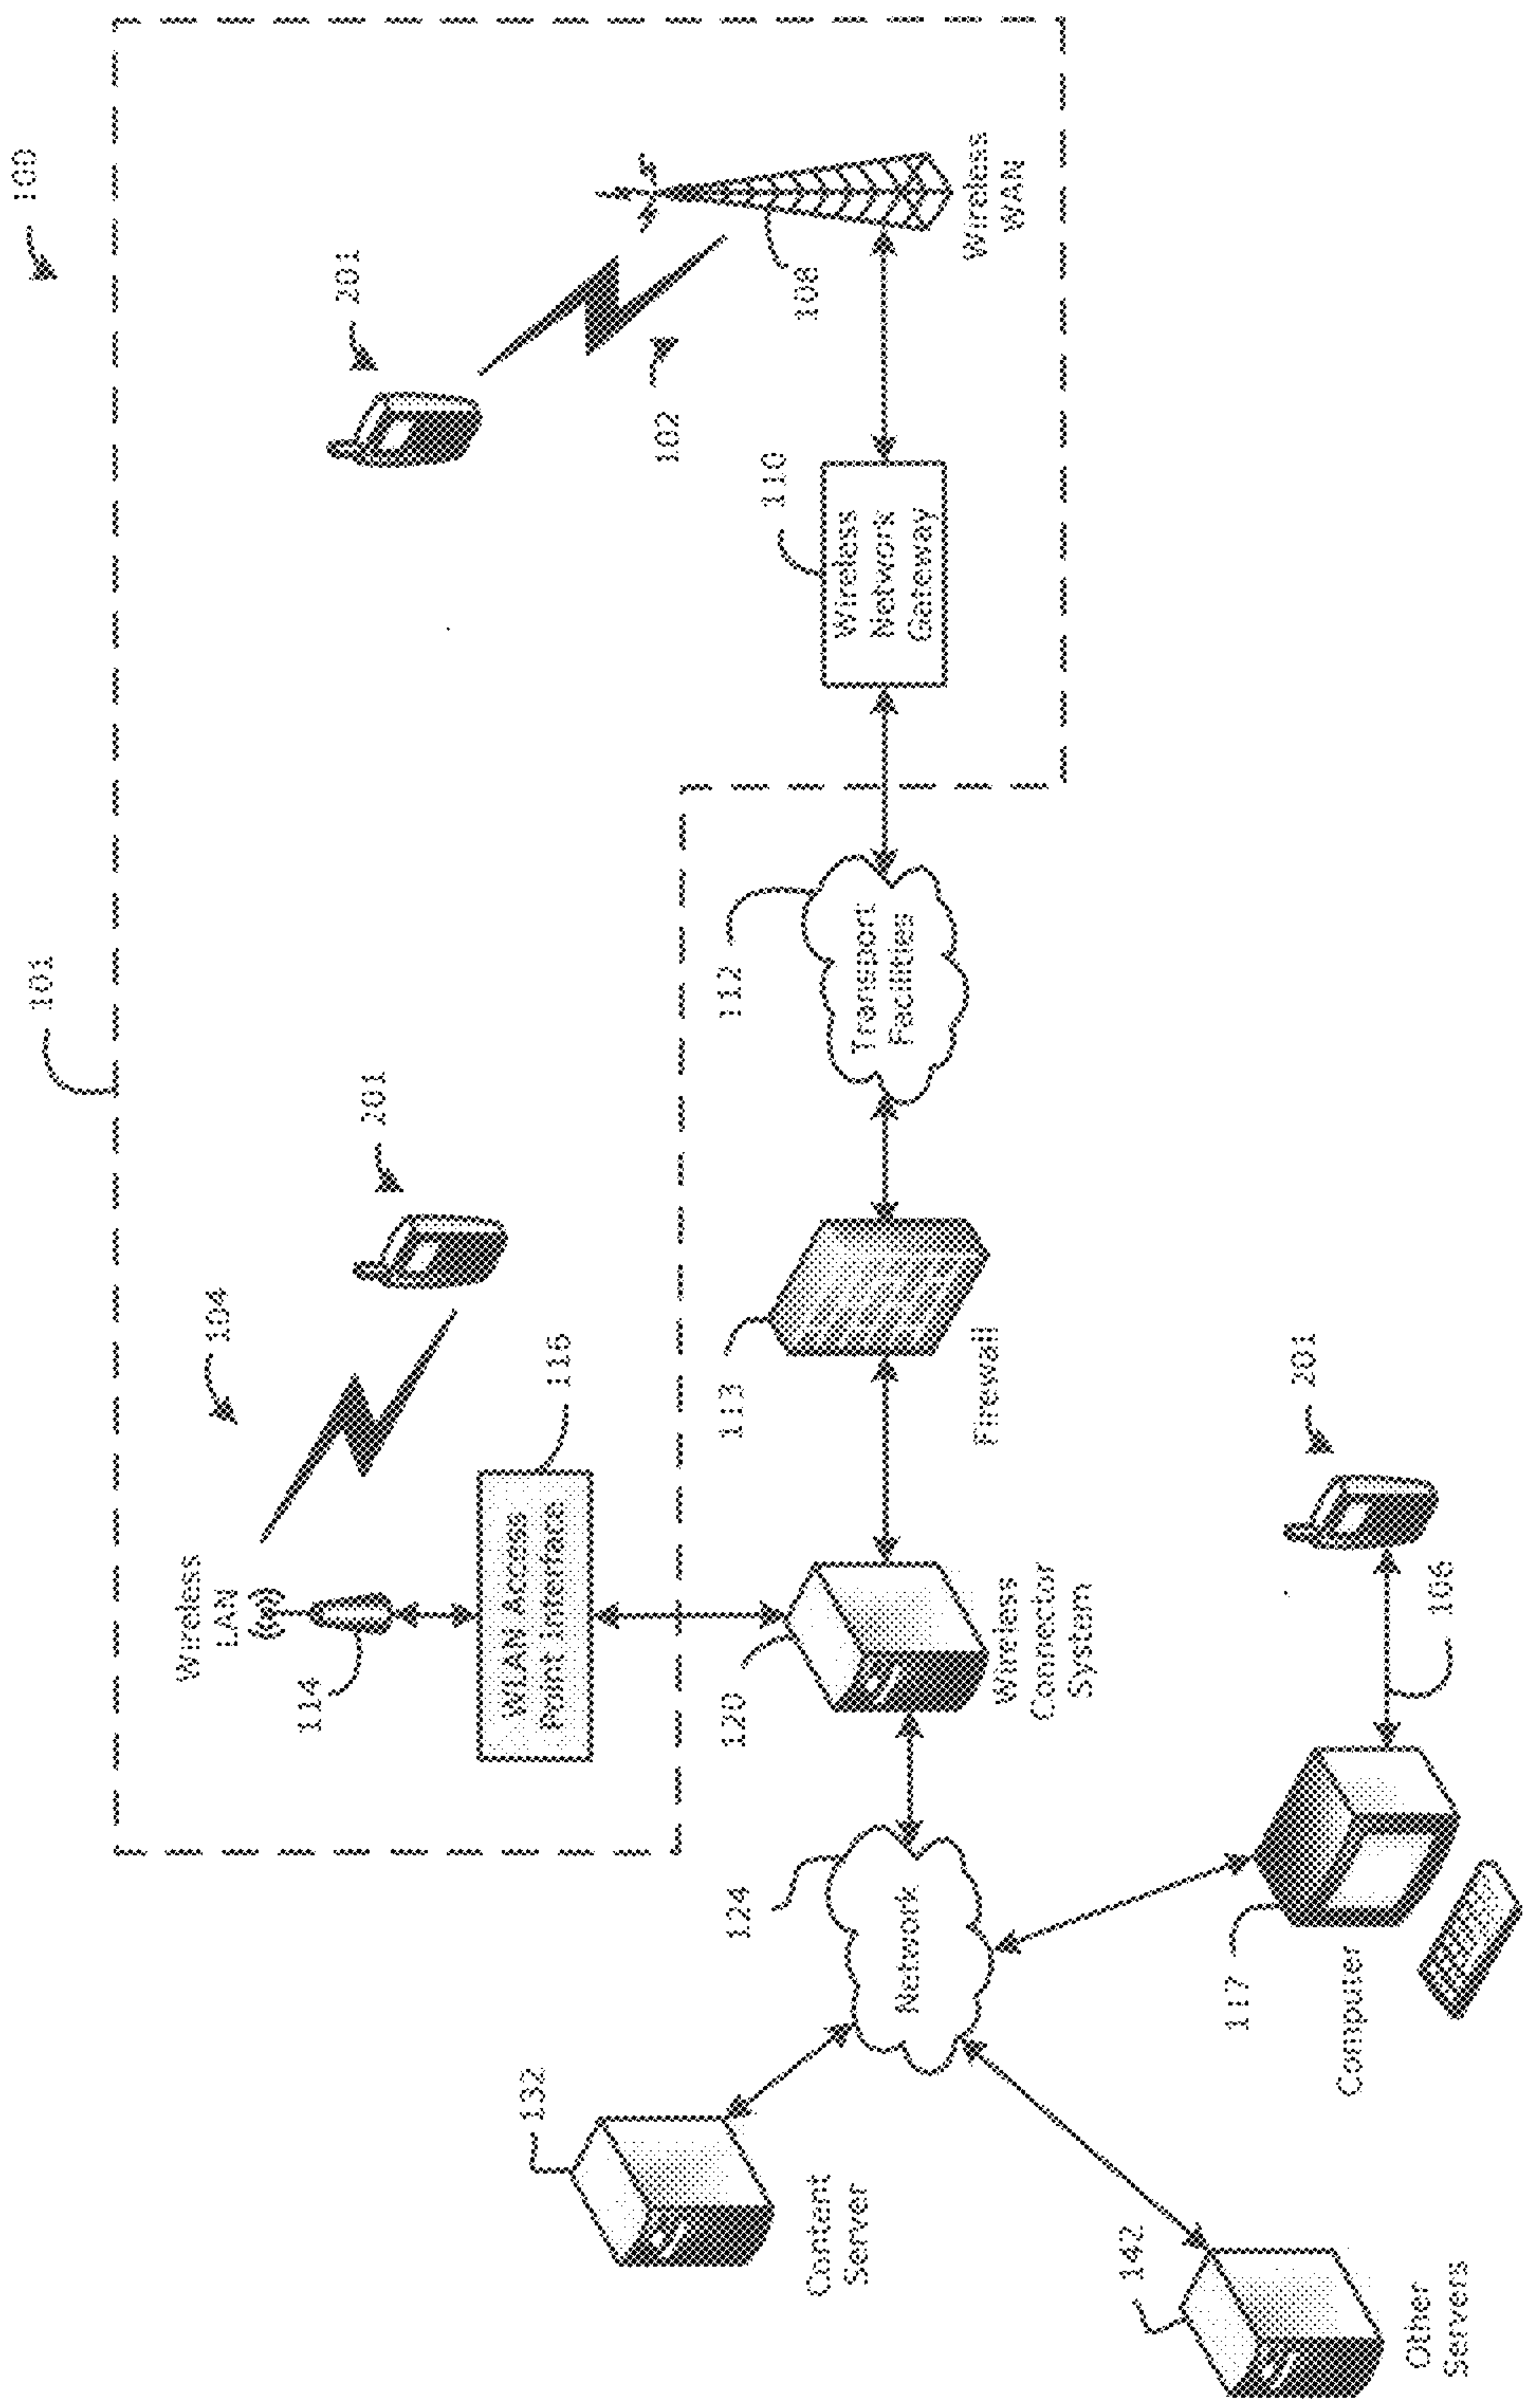 100
101
Wireless
LAN
104
201
201
114
WLAN Access
Point Interface
116
102
108
Wireless
WAN
110
Wireless
Network
Gateway
132
Content
Server
124
Network
120
Wireless
Connector
System
113
Firewall
112
Transport
Facilities
142
Other
Servers
117
Computer
106
201